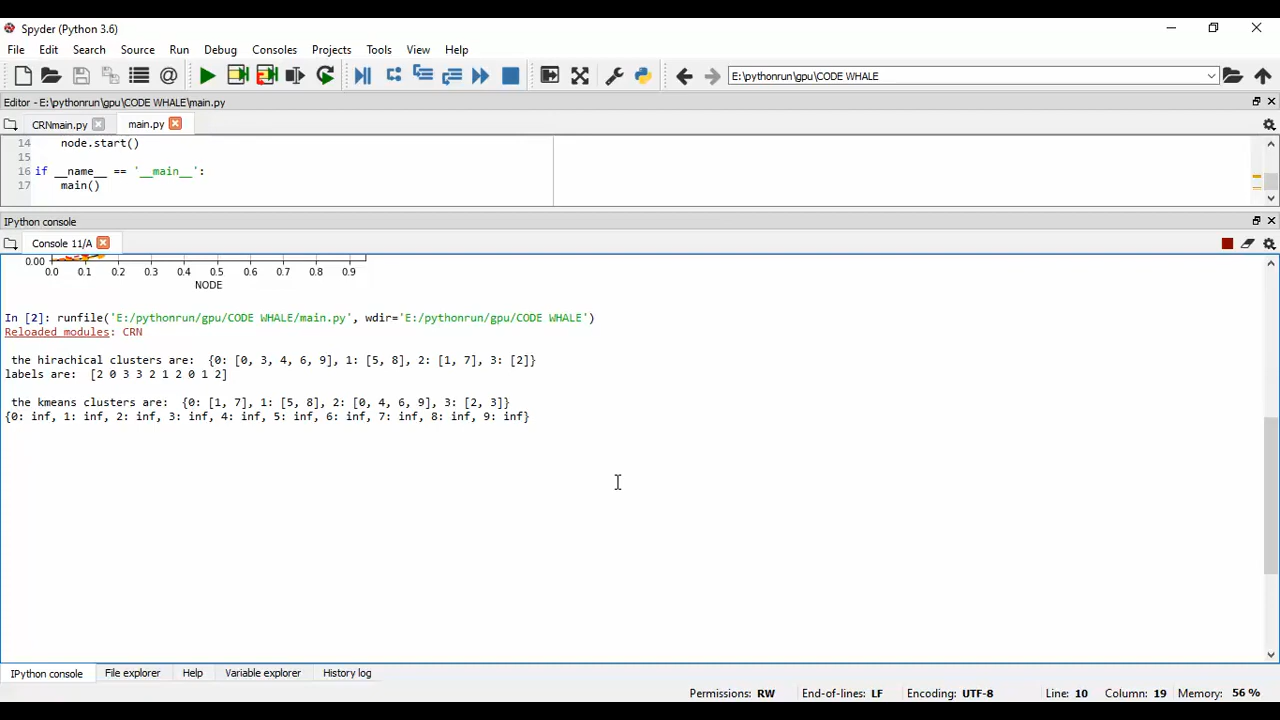 Spyder (Python 3.6)
File Edit Search Source Run Debug Consoles Projects Tools View Help
E:\pythonrun\gpu\CODE WHALE
Editor - E:\pythonrun\gpu\CODE WHALE\main.py
CRNmain.py main.py
14 node.start()
15
16 if __name__ == '__main__':
17 main()
IPython console
Console 11/A
0.00
0.0 0.1 0.2 0.3 0.4 0.5 0.6 0.7 0.8 0.9
NODE
In [2]: runfile('E:/pythonrun/gpu/CODE WHALE/main.py', wdir='E:/pythonrun/gpu/CODE WHALE')
Reloaded modules: CRN
the hirachical clusters are: {0: [0, 3, 4, 6, 9], 1: [5, 8], 2: [1, 7], 3: [2]}
labels are: [2 0 3 3 2 1 2 0 1 2]
the kmeans clusters are: {0: [1, 7], 1: [5, 8], 2: [0, 4, 6, 9], 3: [2, 3]}
{0: inf, 1: inf, 2: inf, 3: inf, 4: inf, 5: inf, 6: inf, 7: inf, 8: inf, 9: inf}
IPython console File explorer Help Variable explorer History log
Permissions: RW End-of-lines: LF Encoding: UTF-8 Line: 10 Column: 19 Memory: 56 %